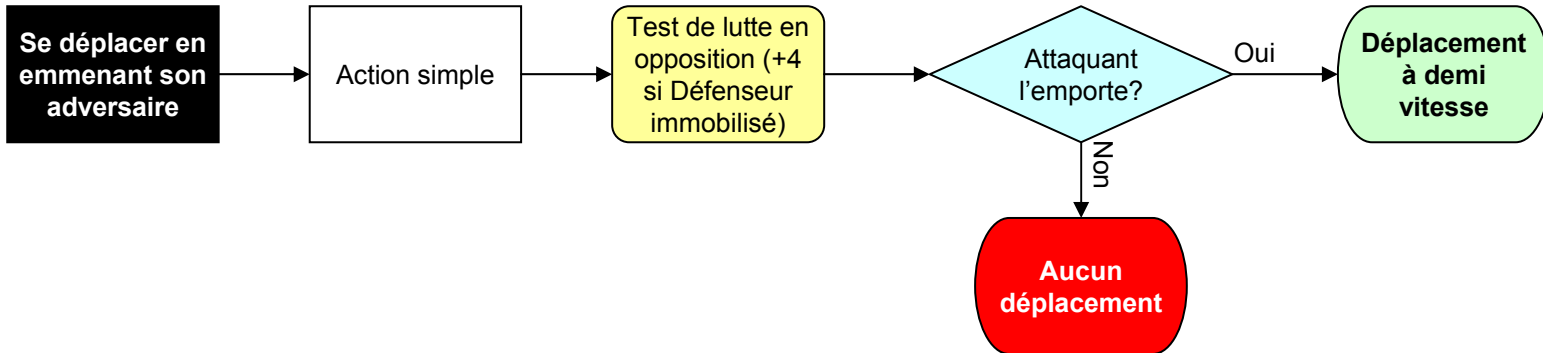 Se déplacer en
emmenant son
adversaire
Action simple
Test de lutte en
opposition (+4
si Défenseur
immobilisé)
Attaquant
l’emporte?
Oui
Déplacement
à demi
vitesse
Non
Aucun
déplacement